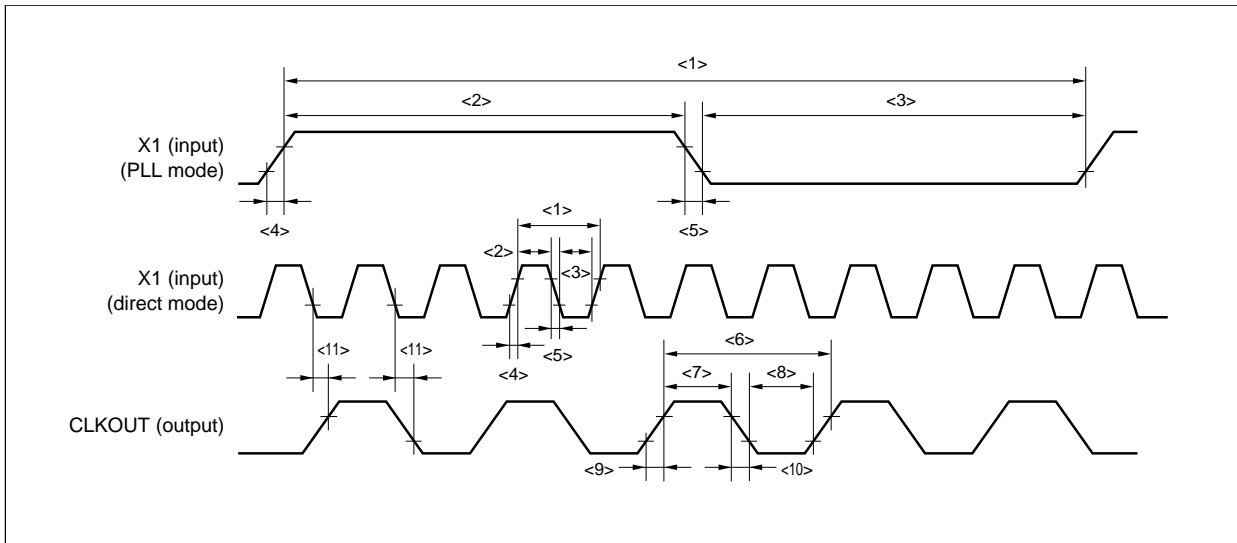 <1>
<2> <3>
X1 (input)
(PLL mode)
<4> <1> <5>
<2> <3>
X1 (input)
(direct mode)
<11> <11> <4> <5> <6>
<7> <8>
CLKOUT (output)
<9> <10>